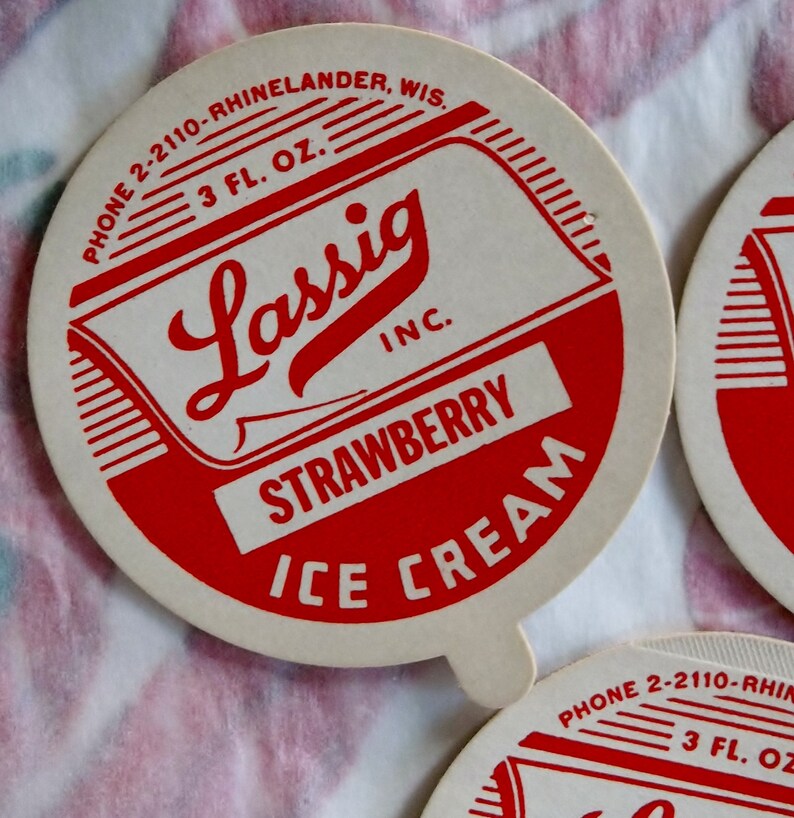 PHONE 2-2110-RHINELANDER, WIS.
3 FL. OZ.
Lassig
INC.
STRAWBERRY
ICE CREAM
PHONE 2-2110-RHIN
3 FL. OZ